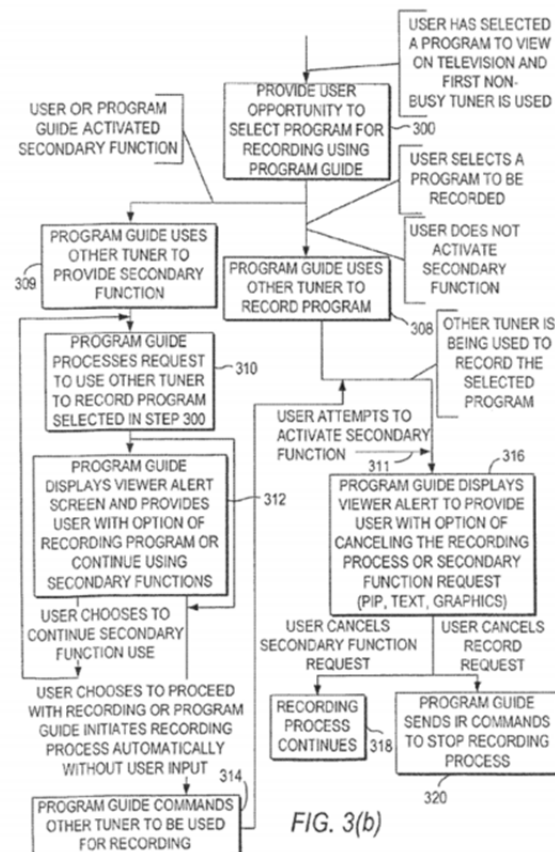 USER HAS SELECTED
A PROGRAM TO VIEW
ON TELEVISION AND
FIRST NON-
BUSY TUNER IS USED
PROVIDE USER
OPPORTUNITY TO
SELECT PROGRAM FOR
RECORDING USING
PROGRAM GUIDE
300
USER OR PROGRAM
GUIDE ACTIVATED
SECONDARY FUNCTION
USER SELECTS A
PROGRAM TO BE
RECORDED
USER DOES NOT
ACTIVATE
SECONDARY
FUNCTION
PROGRAM GUIDE USES
OTHER TUNER TO
PROVIDE SECONDARY
FUNCTION
309
PROGRAM GUIDE USES
OTHER TUNER TO
RECORD PROGRAM
308
PROGRAM GUIDE
PROCESSES REQUEST
TO USE OTHER TUNER
TO RECORD PROGRAM
SELECTED IN STEP 300
310
OTHER TUNER IS
BEING USED TO
RECORD THE
SELECTED
PROGRAM
USER ATTEMPTS TO
ACTIVATE SECONDARY
FUNCTION
311
316
PROGRAM GUIDE
DISPLAYS VIEWER ALERT
SCREEN AND PROVIDES
USER WITH OPTION OF
RECORDING PROGRAM OR
CONTINUE USING
SECONDARY FUNCTIONS
312
PROGRAM GUIDE DISPLAYS
VIEWER ALERT TO PROVIDE
USER WITH OPTION OF
CANCELING THE RECORDING
PROCESS OR SECONDARY
FUNCTION REQUEST
(PIP, TEXT, GRAPHICS)
USER CHOOSES TO
CONTINUE SECONDARY
FUNCTION USE
USER CANCELS
SECONDARY FUNCTION
REQUEST
USER CANCELS
RECORD
REQUEST
USER CHOOSES TO PROCEED
WITH RECORDING OR PROGRAM
GUIDE INITIATES RECORDING
PROCESS AUTOMATICALLY
WITHOUT USER INPUT
RECORDING
PROCESS
CONTINUES
318
PROGRAM GUIDE
SENDS IR COMMANDS
TO STOP RECORDING
PROCESS
320
314
PROGRAM GUIDE COMMANDS
OTHER TUNER TO BE USED
FOR RECORDING
FIG. 3(b)